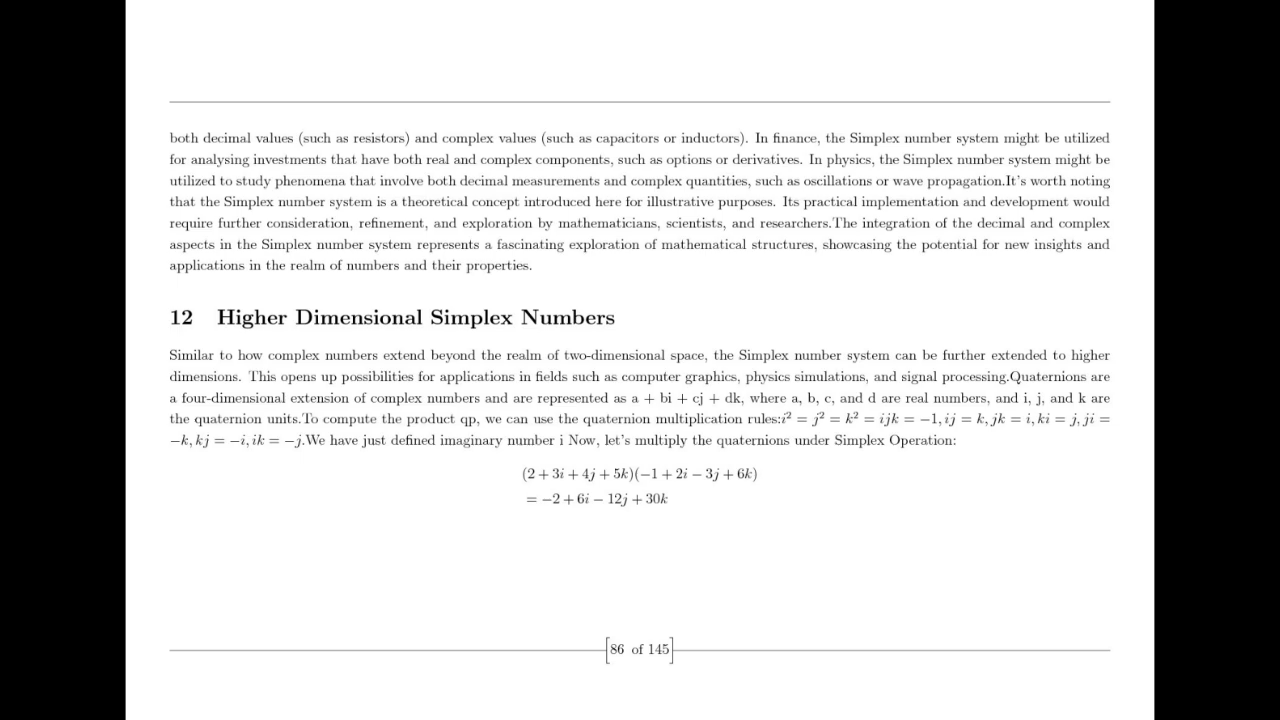 both decimal values (such as resistors) and complex values (such as capacitors or inductors). In finance, the Simplex number system might be utilized
for analysing investments that have both real and complex components, such as options or derivatives. In physics, the Simplex number system might be
utilized to study phenomena that involve both decimal measurements and complex quantities, such as oscillations or wave propagation.It's worth noting
that the Simplex number system is a theoretical concept introduced here for illustrative purposes. Its practical implementation and development would
require further consideration, refinement, and exploration by mathematicians, scientists, and researchers.The integration of the decimal and complex
aspects in the Simplex number system represents a fascinating exploration of mathematical structures, showcasing the potential for new insights and
applications in the realm of numbers and their properties.
12 Higher Dimensional Simplex Numbers
Similar to how complex numbers extend beyond the realm of two-dimensional space, the Simplex number system can be further extended to higher
dimensions. This opens up possibilities for applications in fields such as computer graphics, physics simulations, and signal processing.Quaternions are
a four-dimensional extension of complex numbers and are represented as a + bi + cj + dk, where a, b, c, and d are real numbers, and i, j, and k are
the quaternion units.To compute the product qp, we can use the quaternion multiplication rules:i² = j² = k² = ijk = −1, ij = k, jk = i, ki = j, ji =
−k, kj = −i, ik = −j.We have just defined imaginary number i Now, let's multiply the quaternions under Simplex Operation:
(2 + 3i + 4j + 5k)(−1 + 2i − 3j + 6k)
= −2 + 6i − 12j + 30k
[86 of 145]